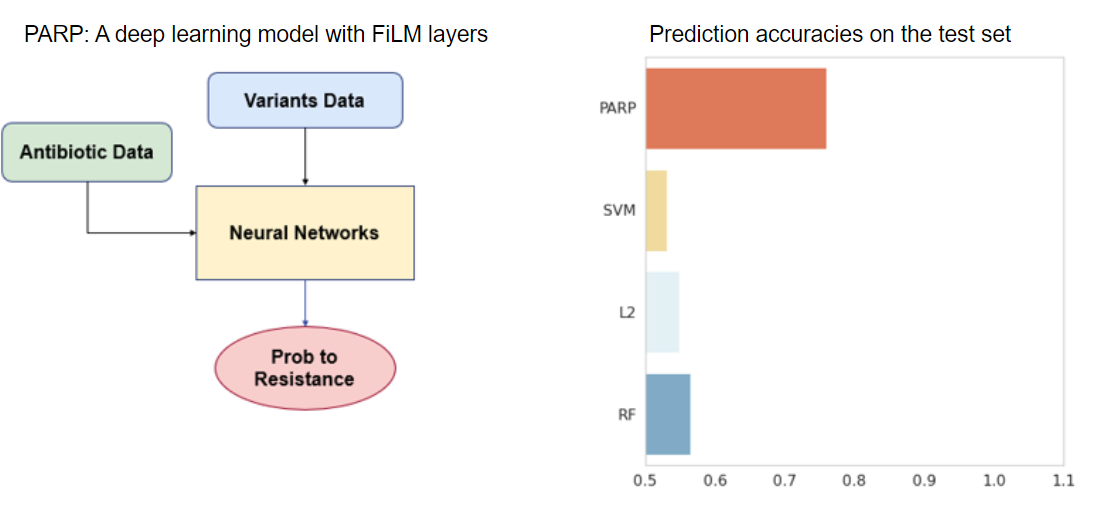 PARP: A deep learning model with FiLM layers
Variants Data
Antibiotic Data
Neural Networks
Prob to
Resistance
Prediction accuracies on the test set
PARP
SVM
L2
RF
0.5 0.6 0.7 0.8 0.9 1.0 1.1